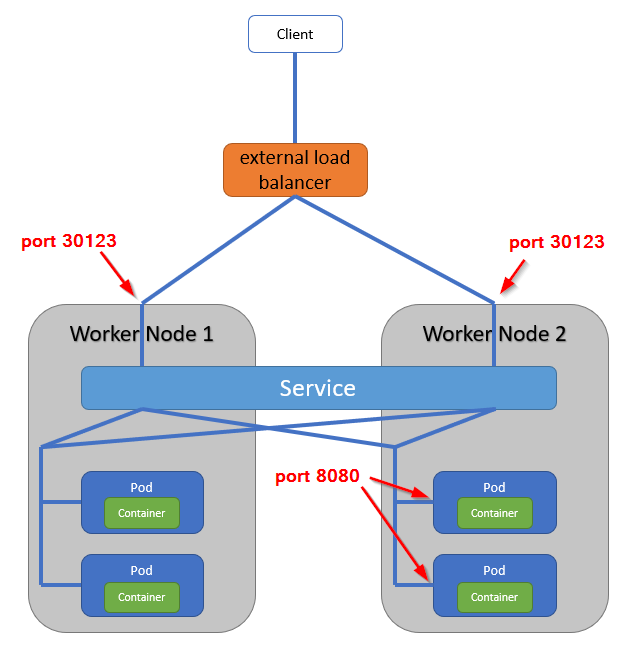 Client
external load
balancer
port 30123
port 30123
Worker Node 1
Worker Node 2
Service
Pod
Container
Pod
Container
port 8080
Pod
Container
Pod
Container